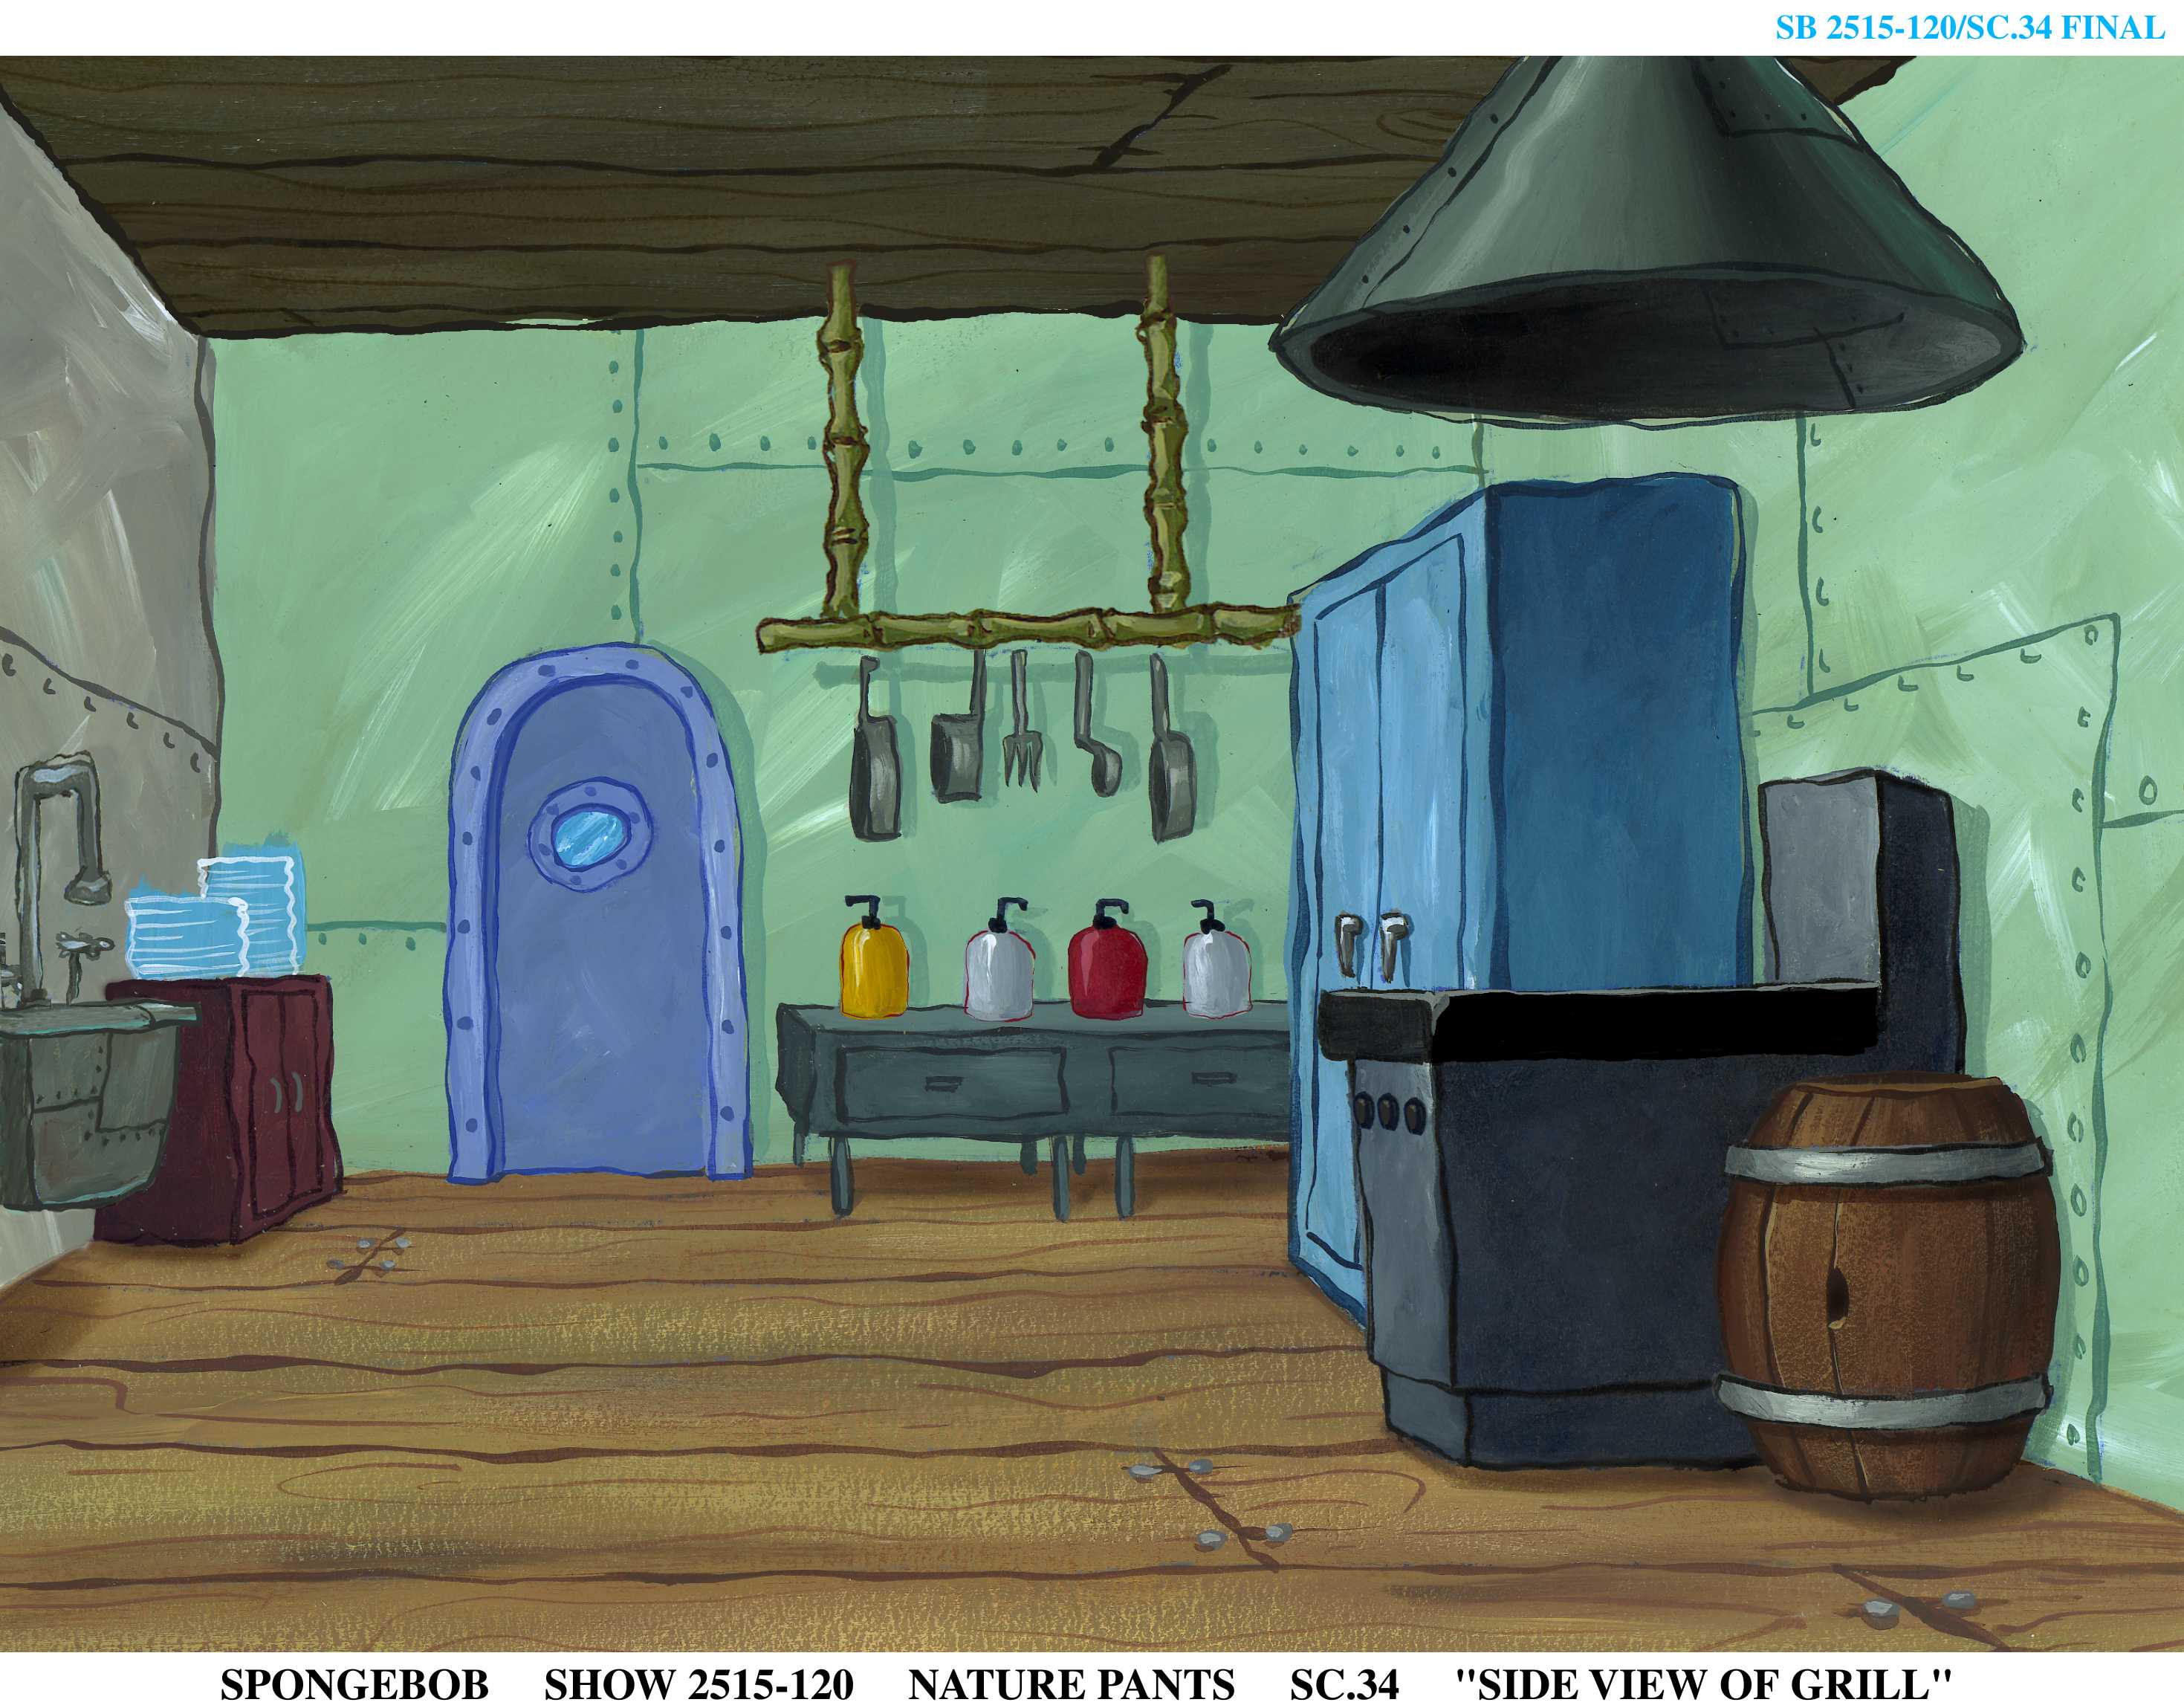 SB 2515-120/SC.34 FINAL
SPONGEBOB SHOW 2515-120 NATURE PANTS SC.34 "SIDE VIEW OF GRILL"